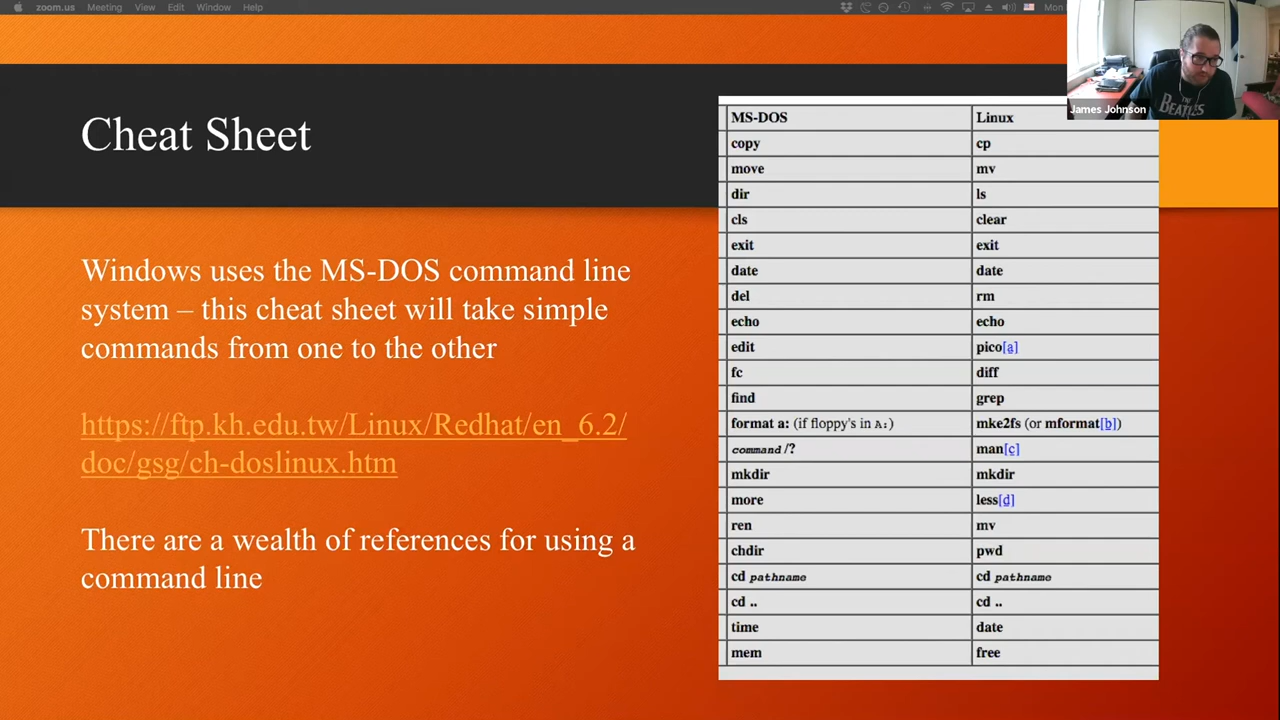 zoom.us Meeting View Edit Window Help Mon
James Johnson
THE
BEATLES
Cheat Sheet
Windows uses the MS-DOS command line
system – this cheat sheet will take simple
commands from one to the other
https://ftp.kh.edu.tw/Linux/Redhat/en_6.2/
doc/gsg/ch-doslinux.htm
There are a wealth of references for using a
command line
MS-DOS Linux
copy cp
move mv
dir ls
cls clear
exit exit
date date
del rm
echo echo
edit pico[a]
fc diff
find grep
format a: (if floppy's in A:) mke2fs (or mformat[b])
command /? man[c]
mkdir mkdir
more less[d]
ren mv
chdir pwd
cd pathname cd pathname
cd .. cd ..
time date
mem free